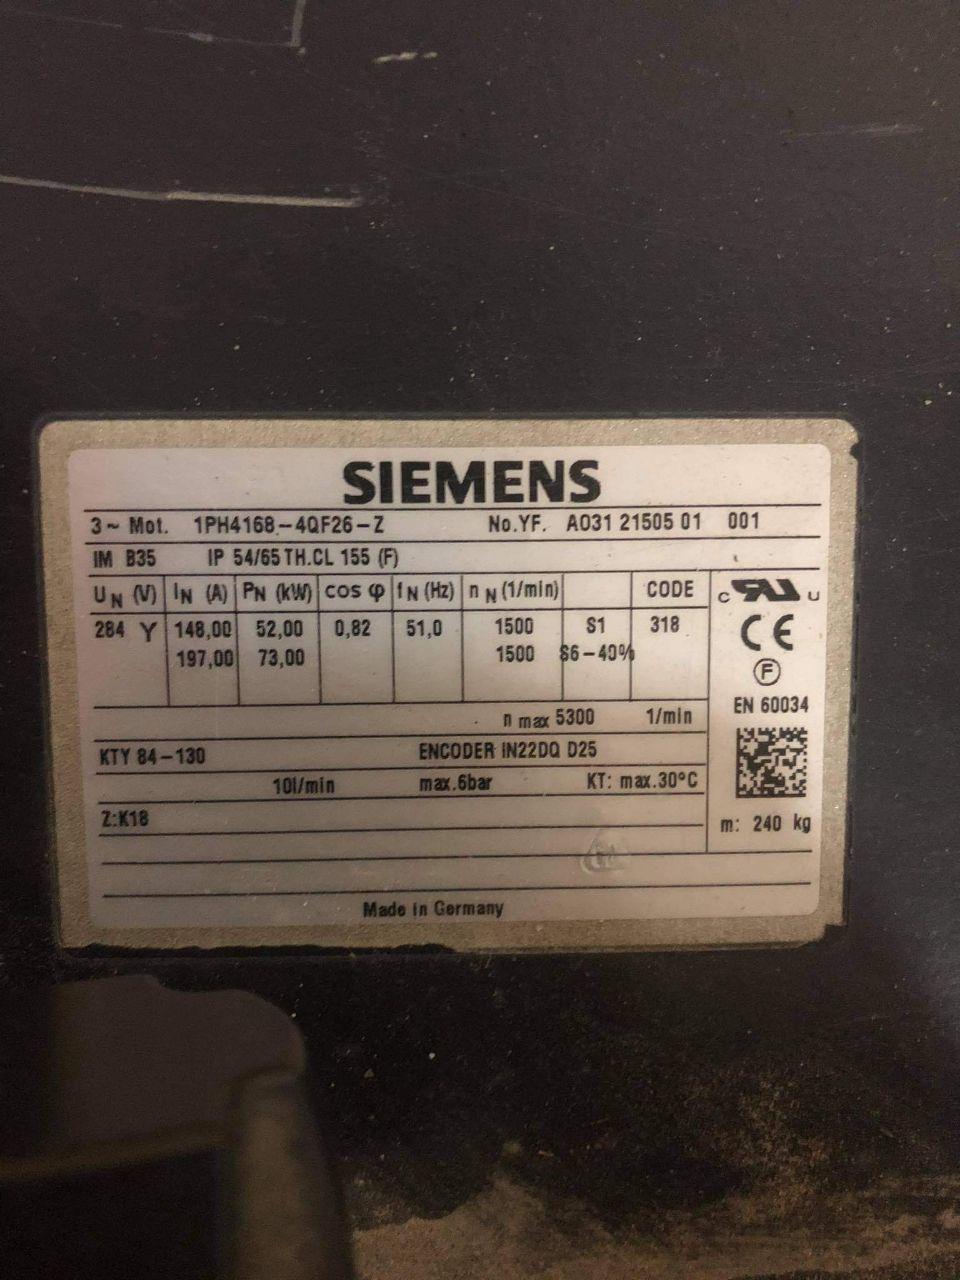 SIEMENS
3~ Mot. 1PH4168-4QF26-Z No.YF. A031 21505 01 001
IM B35 IP 54/65 TH.CL 155 (F)
UN (V) IN (A) PN (kW) cos φ fN (Hz) nN (1/min) CODE
284 Y 148,00 52,00 0,82 51,0 1500 S1 318
197,00 73,00 1500 S6-40%
n max 5300 1/min
KTY 84-130 ENCODER IN22DQ D25
10l/min max.6bar KT: max.30°C
Z:K18
c RU u
CE
F
EN 60034
m: 240 kg
Made in Germany